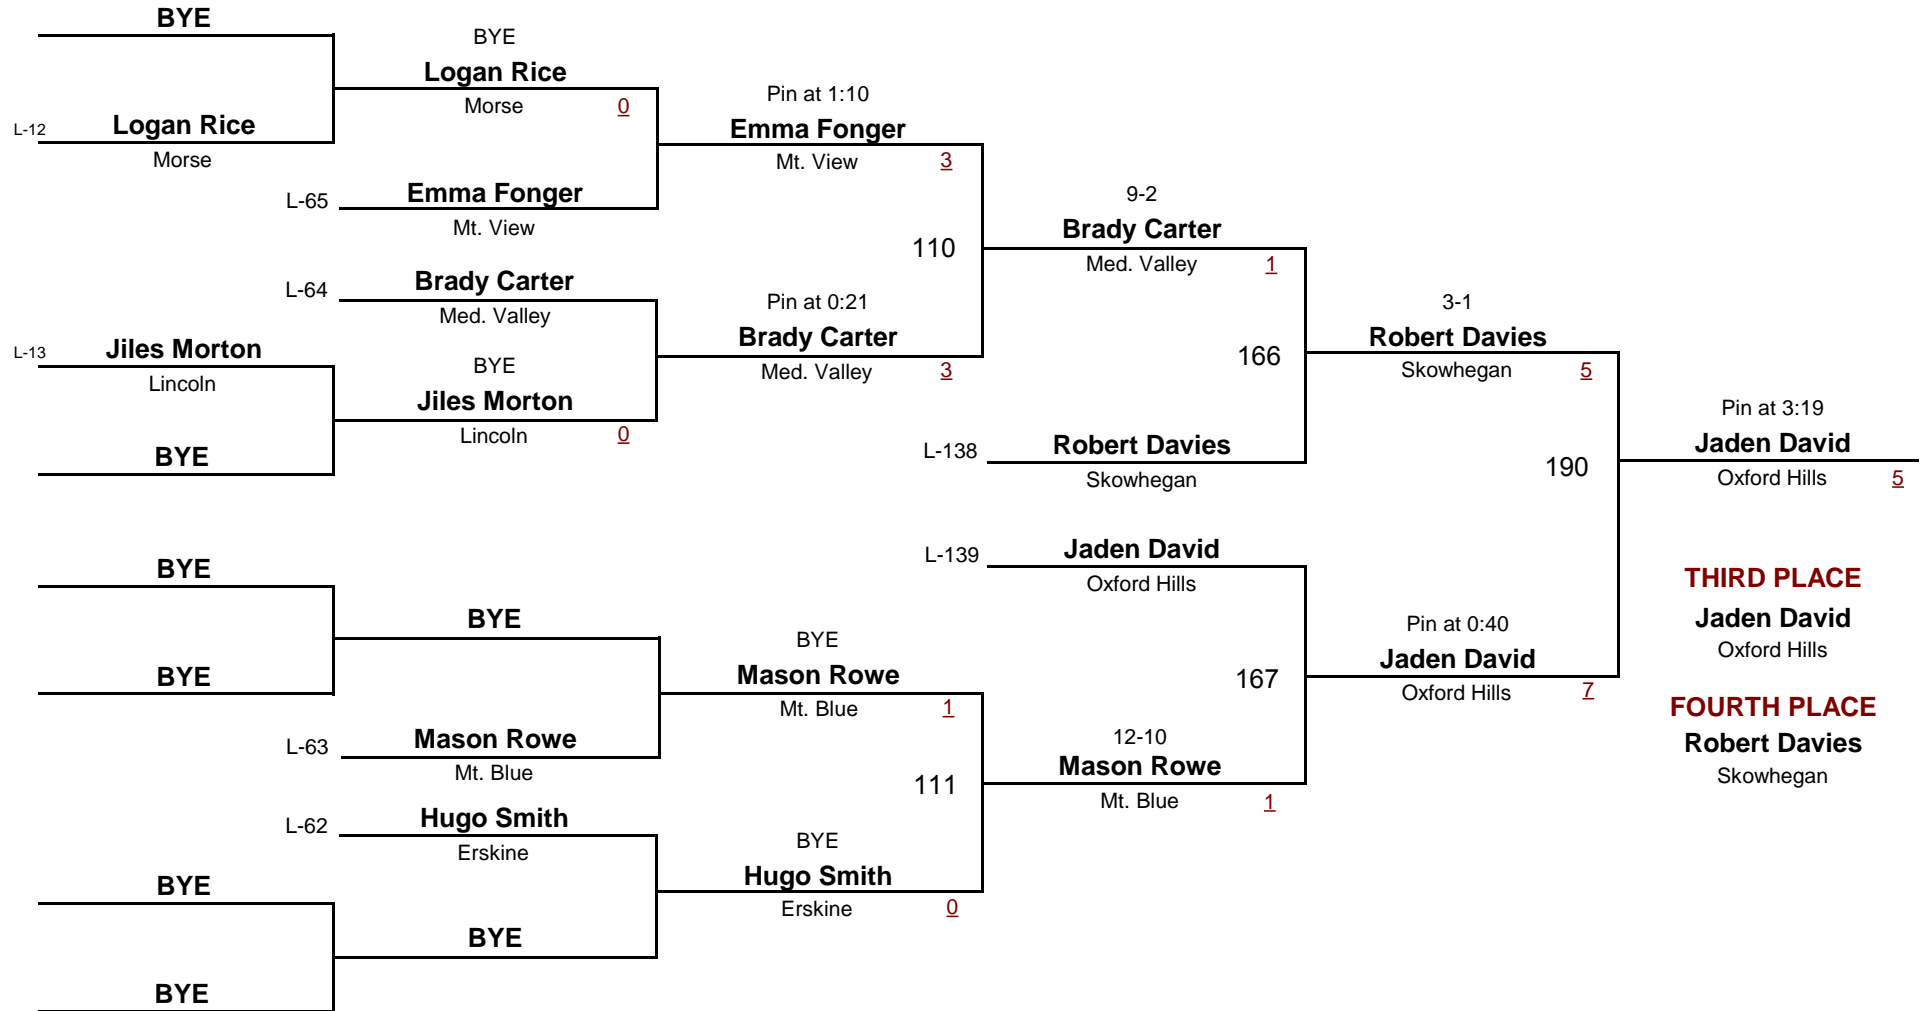 BYE
L-12
Logan Rice
Morse
BYE
Logan Rice
Morse
0
L-65
Emma Fonger
Mt. View
L-64
Brady Carter
Med. Valley
L-13
Jiles Morton
Lincoln
BYE
Jiles Morton
Lincoln
0
BYE
Pin at 1:10
Emma Fonger
Mt. View
3
110
Pin at 0:21
Brady Carter
Med. Valley
3
9-2
Brady Carter
Med. Valley
1
166
L-138
Robert Davies
Skowhegan
3-1
Robert Davies
Skowhegan
5
190
Pin at 3:19
Jaden David
Oxford Hills
5
BYE
BYE
BYE
L-63
Mason Rowe
Mt. Blue
L-62
Hugo Smith
Erskine
BYE
BYE
BYE
BYE
Mason Rowe
Mt. Blue
1
111
BYE
Hugo Smith
Erskine
0
L-139
Jaden David
Oxford Hills
167
12-10
Mason Rowe
Mt. Blue
1
Pin at 0:40
Jaden David
Oxford Hills
7
THIRD PLACE
Jaden David
Oxford Hills
FOURTH PLACE
Robert Davies
Skowhegan